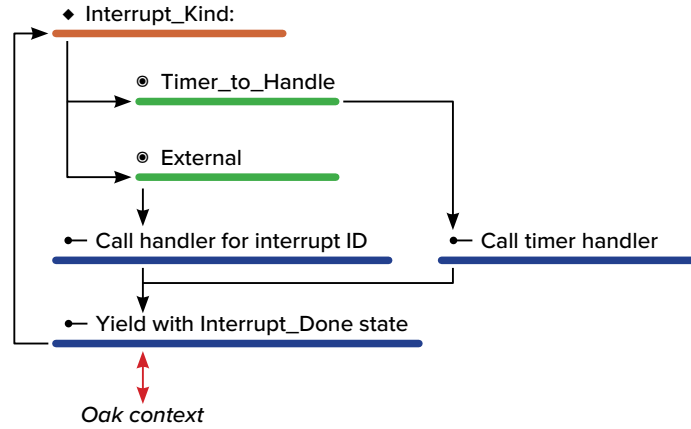 Interrupt_Kind:
Timer_to_Handle
External
Call handler for interrupt ID
Call timer handler
Yield with Interrupt_Done state
Oak context